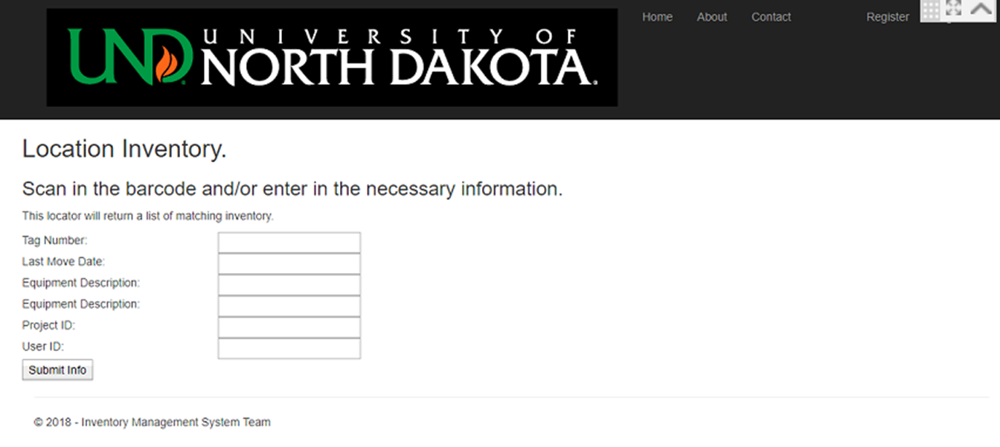 UND UNIVERSITY OF
NORTH DAKOTA.
Home About Contact Register
Location Inventory.
Scan in the barcode and/or enter in the necessary information.
This locator will return a list of matching inventory.
Tag Number:
Last Move Date:
Equipment Description:
Equipment Description:
Project ID:
User ID:
Submit Info
© 2018 - Inventory Management System Team